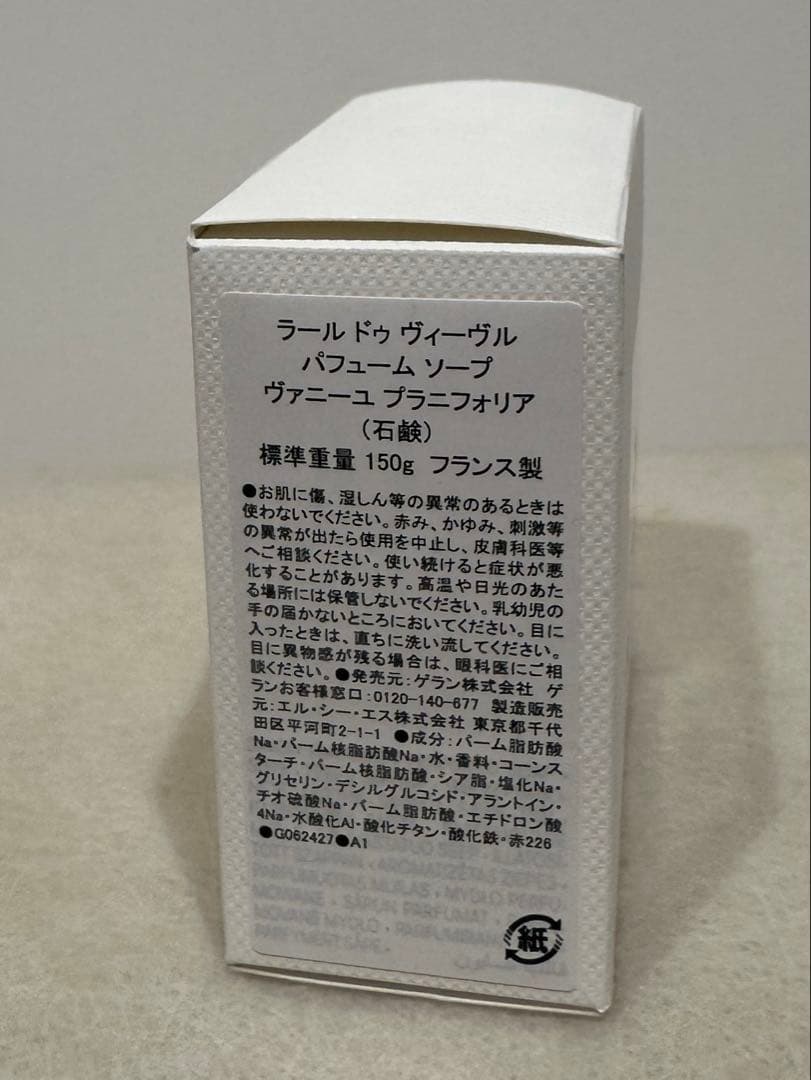 ラール ドゥ ヴィーヴル
パフューム ソープ
ヴァニーユ プラニフォリア
（石鹸）
標準重量 150g フランス製
●お肌に傷、湿しん等の異常のあるときは
使わないでください。赤み、かゆみ、刺激等
の異常が出たら使用を中止し、皮膚科医等
へご相談ください。使い続けると症状が悪
化することがあります。高温や日光のあた
る場所には保管しないでください。乳幼児の
手の届かないところにおいてください。目に
入ったときは、直ちに洗い流してください。
目に異物感が残る場合は、眼科医にご相
談ください。●発売元：ゲラン株式会社 ゲ
ランお客様窓口：0120-140-677 製造販売
元：エル・シー・エス株式会社 東京都千代
田区平河町2-1-1 ●成分：パーム脂肪酸
Na・パーム核脂肪酸Na・水・香料・コーンス
ターチ・パーム核脂肪酸・シア脂・塩化Na・
グリセリン・デシルグルコシド・アラントイン・
チオ硫酸Na・パーム脂肪酸・エチドロン酸
4Na・水酸化Al・酸化チタン・酸化鉄・赤226
●G062427●A1
紙